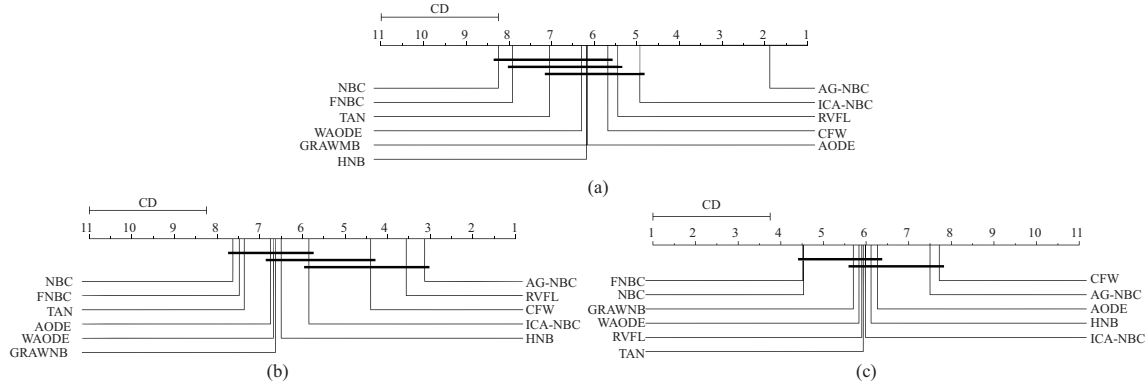 CD
11 10 9 8 7 6 5 4 3 2 1
NBC AG-NBC
FNBC ICA-NBC
TAN RVFL
WAODE CFW
GRAWMB AODE
HNB
(a)
CD
11 10 9 8 7 6 5 4 3 2 1
NBC AG-NBC
FNBC RVFL
TAN CFW
AODE ICA-NBC
WAODE HNB
GRAWNB
(b)
CD
1 2 3 4 5 6 7 8 9 10 11
FNBC CFW
NBC AG-NBC
GRAWNB AODE
WAODE HNB
RVFL ICA-NBC
TAN
(c)